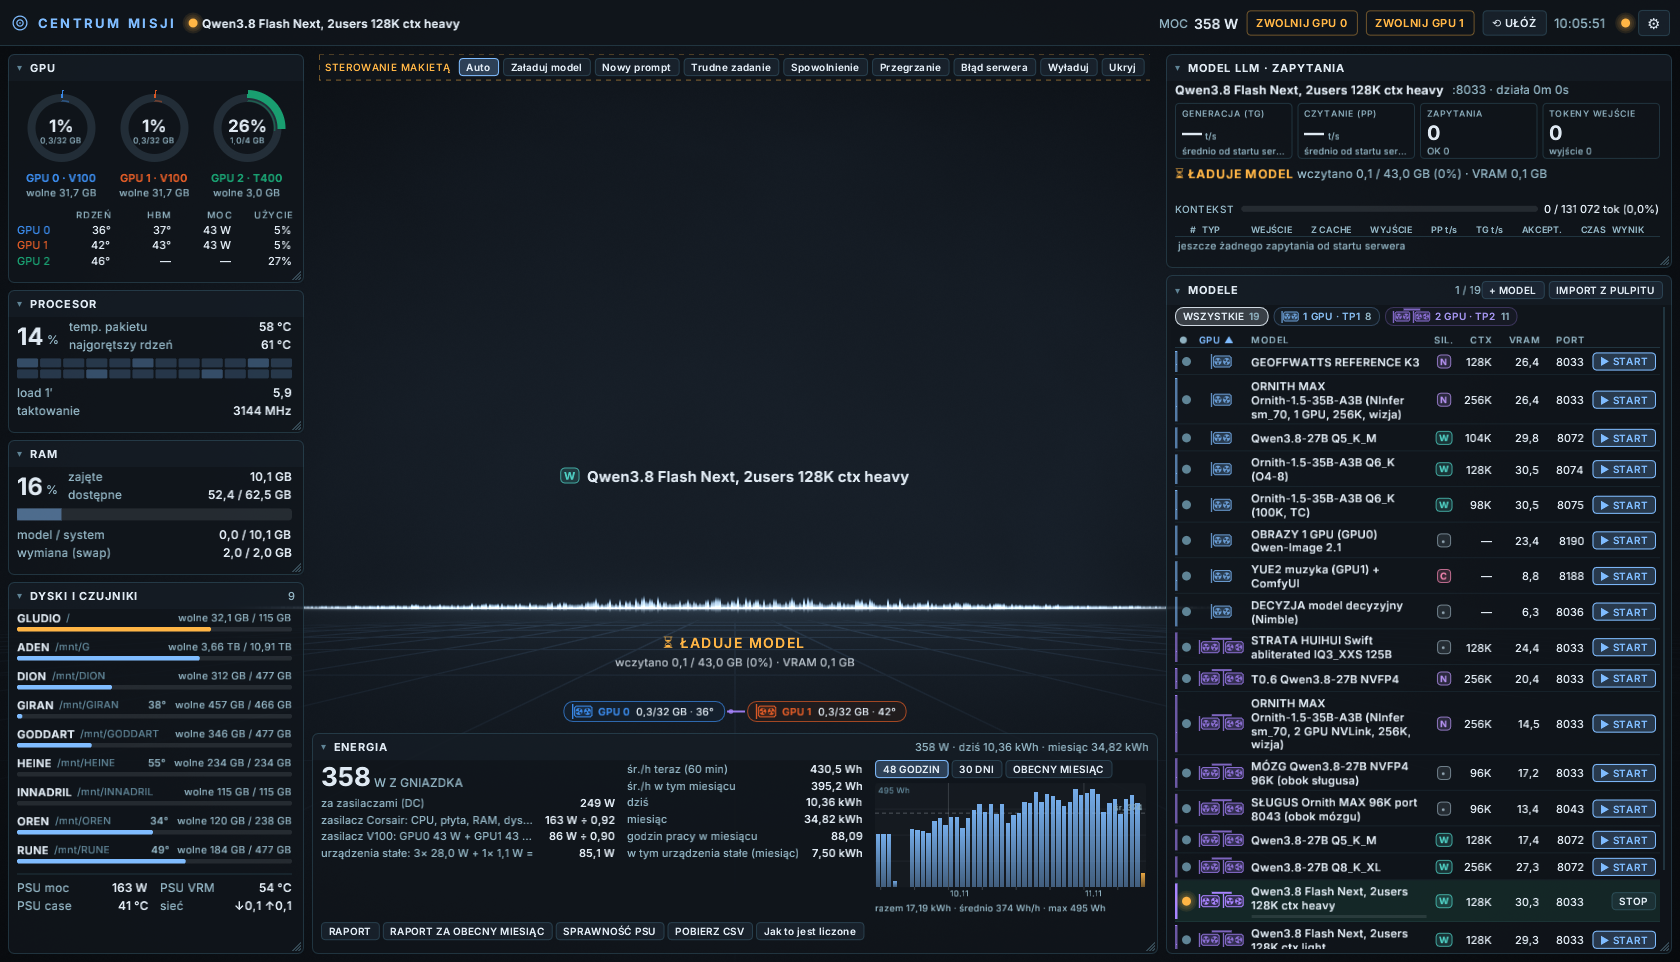 CENTRUM MISJI
Qwen3.8 Flash Next, 2users 128K ctx heavy
MOC 358 W
ZWOLNIJ GPU 0
ZWOLNIJ GPU 1
⟲ UŁÓŻ
10:05:51
GPU
1%
0,3/32 GB
1%
0,3/32 GB
26%
1,0/4 GB
GPU 0 · V100
GPU 1 · V100
GPU 2 · T400
wolne 31,7 GB
wolne 31,7 GB
wolne 3,0 GB
RDZEŃ HBM MOC UŻYCIE
GPU 0 36° 37° 43 W 5%
GPU 1 42° 43° 43 W 5%
GPU 2 46° — — 27%
PROCESOR
14 %
temp. pakietu 58 °C
najgorętszy rdzeń 61 °C
load 1' 5,9
taktowanie 3144 MHz
RAM
16 %
zajęte 10,1 GB
dostępne 52,4 / 62,5 GB
model / system 0,0 / 10,1 GB
wymiana (swap) 2,0 / 2,0 GB
DYSKI I CZUJNIKI 9
GLUDIO / wolne 32,1 GB / 115 GB
ADEN /mnt/G wolne 3,66 TB / 10,91 TB
DION /mnt/DION wolne 312 GB / 477 GB
GIRAN /mnt/GIRAN 38° wolne 457 GB / 466 GB
GODDART /mnt/GODDART wolne 346 GB / 477 GB
HEINE /mnt/HEINE 55° wolne 234 GB / 234 GB
INNADRIL /mnt/INNADRIL wolne 115 GB / 115 GB
OREN /mnt/OREN 34° wolne 120 GB / 238 GB
RUNE /mnt/RUNE 49° wolne 184 GB / 477 GB
PSU moc 163 W PSU VRM 54 °C
PSU case 41 °C sieć ↓0,1 ↑0,1
STEROWANIE MAKIETĄ
Auto
Załaduj model
Nowy prompt
Trudne zadanie
Spowolnienie
Przegrzanie
Błąd serwera
Wyładuj
Ukryj
W Qwen3.8 Flash Next, 2users 128K ctx heavy
⏳ ŁADUJE MODEL
wczytano 0,1 / 43,0 GB (0%) · VRAM 0,1 GB
GPU 0 0,3/32 GB · 36°
GPU 1 0,3/32 GB · 42°
ENERGIA 358 W · dziś 10,36 kWh · miesiąc 34,82 kWh
358 W Z GNIAZDKA
za zasilaczami (DC) 249 W
zasilacz Corsair: CPU, płyta, RAM, dys... 163 W ÷ 0,92
zasilacz V100: GPU0 43 W + GPU1 43 ... 86 W ÷ 0,90
urządzenia stałe: 3× 28,0 W + 1× 1,1 W = 85,1 W
śr./h teraz (60 min) 430,5 Wh
śr./h w tym miesiącu 395,2 Wh
dziś 10,36 kWh
miesiąc 34,82 kWh
godzin pracy w miesiącu 88,09
w tym urządzenia stałe (miesiąc) 7,50 kWh
48 GODZIN
30 DNI
OBECNY MIESIĄC
495 Wh
10.11 11.11
razem 17,19 kWh · średnio 374 Wh/h · max 495 Wh
RAPORT
RAPORT ZA OBECNY MIESIĄC
SPRAWNOŚĆ PSU
POBIERZ CSV
Jak to jest liczone
MODEL LLM · ZAPYTANIA
Qwen3.8 Flash Next, 2users 128K ctx heavy :8033 · działa 0m 0s
GENERACJA (TG)
— t/s
średnio od startu ser...
CZYTANIE (PP)
— t/s
średnio od startu ser...
ZAPYTANIA
0
OK 0
TOKENY WEJŚCIE
0
wyjście 0
⏳ ŁADUJE MODEL wczytano 0,1 / 43,0 GB (0%) · VRAM 0,1 GB
KONTEKST 0 / 131 072 tok (0,0%)
# TYP WEJŚCIE Z CACHE WYJŚCIE PP t/s TG t/s AKCEPT. CZAS WYNIK
jeszcze żadnego zapytania od startu serwera
MODELE 1 / 19 + MODEL IMPORT Z PULPITU
WSZYSTKIE 19
1 GPU · TP1 8
2 GPU · TP2 11
GPU ▲ MODEL SIL. CTX VRAM PORT
GEOFFWATTS REFERENCE K3 N 128K 26,4 8033 ▶ START
ORNITH MAX
Ornith-1.5-35B-A3B (NInfer
sm_70, 1 GPU, 256K, wizja) N 256K 26,4 8033 ▶ START
Qwen3.8-27B Q5_K_M W 104K 29,8 8072 ▶ START
Ornith-1.5-35B-A3B Q6_K
(O4-8) W 128K 30,5 8074 ▶ START
Ornith-1.5-35B-A3B Q6_K
(100K, TC) W 98K 30,5 8075 ▶ START
OBRAZY 1 GPU (GPU0)
Qwen-Image 2.1 — 23,4 8190 ▶ START
YUE2 muzyka (GPU1) +
ComfyUI C — 8,8 8188 ▶ START
DECYZJA model decyzyjny
(Nimble) — 6,3 8036 ▶ START
STRATA HUIHUI Swift
abliterated IQ3_XXS 125B 128K 24,4 8033 ▶ START
T0.6 Qwen3.8-27B NVFP4 N 256K 20,4 8033 ▶ START
ORNITH MAX
Ornith-1.5-35B-A3B (NInfer
sm_70, 2 GPU NVLink, 256K,
wizja) N 256K 14,5 8033 ▶ START
MÓZG Qwen3.8-27B NVFP4
96K (obok sługusa) 96K 17,2 8033 ▶ START
SŁUGUS Ornith MAX 96K port
8043 (obok mózgu) 96K 13,4 8043 ▶ START
Qwen3.8-27B Q5_K_M W 128K 17,4 8072 ▶ START
Qwen3.8-27B Q8_K_XL W 256K 27,3 8072 ▶ START
Qwen3.8 Flash Next, 2users
128K ctx heavy W 128K 30,3 8033 STOP
Qwen3.8 Flash Next, 2users
128K ctx light W 128K 29,3 8033 ▶ START